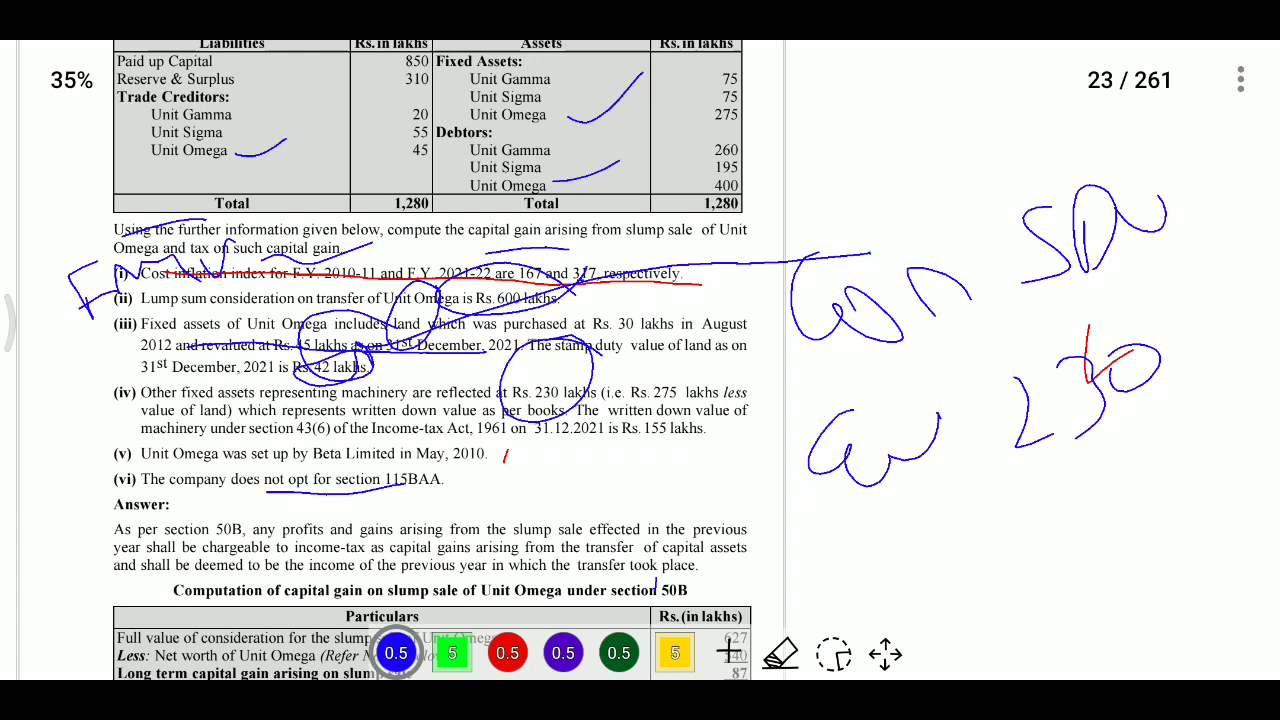 35%
23 / 261
Liabilities Rs. in lakhs Assets Rs. in lakhs
Paid up Capital 850 Fixed Assets:
Reserve & Surplus 310 Unit Gamma 75
Trade Creditors: Unit Sigma 75
Unit Gamma 20 Unit Omega 275
Unit Sigma 55 Debtors:
Unit Omega 45 Unit Gamma 260
Unit Sigma 195
Unit Omega 400
Total 1,280 Total 1,280
Using the further information given below, compute the capital gain arising from slump sale of Unit
Omega and tax on such capital gain.
(i) Cost inflation index for F.Y. 2010-11 and F.Y. 2021-22 are 167 and 317, respectively.
(ii) Lump sum consideration on transfer of Unit Omega is Rs. 600 lakhs.
(iii) Fixed assets of Unit Omega includes land which was purchased at Rs. 30 lakhs in August
2012 and revalued at Rs. 45 lakhs as on 31st December, 2021. The stamp duty value of land as on
31st December, 2021 is Rs. 42 lakhs.
(iv) Other fixed assets representing machinery are reflected at Rs. 230 lakhs (i.e. Rs. 275 lakhs less
value of land) which represents written down value as per books. The written down value of
machinery under section 43(6) of the Income-tax Act, 1961 on 31.12.2021 is Rs. 155 lakhs.
(v) Unit Omega was set up by Beta Limited in May, 2010.
(vi) The company does not opt for section 115BAA.
Answer:
As per section 50B, any profits and gains arising from the slump sale effected in the previous
year shall be chargeable to income-tax as capital gains arising from the transfer of capital assets
and shall be deemed to be the income of the previous year in which the transfer took place.
Computation of capital gain on slump sale of Unit Omega under section 50B
Particulars Rs. (in lakhs)
Full value of consideration for the slump Unit Omega 627
Less: Net worth of Unit Omega (Refer 540
Long term capital gain arising on slum 87
0.5 5 0.5 0.5 0.5 5
SDV
230